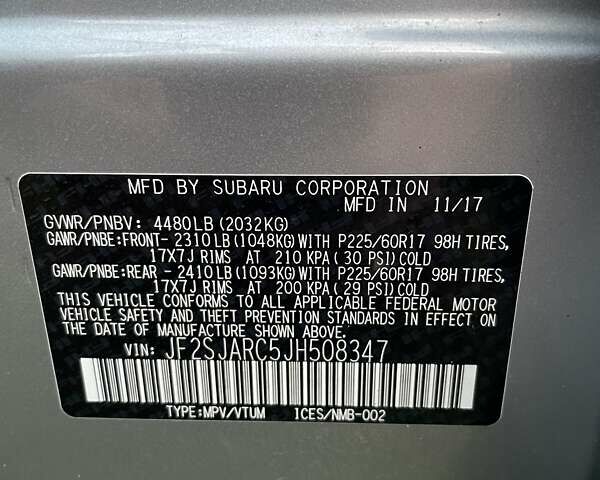 MFD BY SUBARU CORPORATION
MFD IN 11/17
GVWR/PNBV: 4480LB (2032KG)
GAWR/PNBE:FRONT- 2310LB (1048KG) WITH P225/60R17 98H TIRES,
17X7J RIMS AT 210 KPA (30 PSI) COLD
GAWR/PNBE:REAR - 2410LB (1093KG) WITH P225/60R17 98H TIRES,
17X7J RIMS AT 200 KPA (29 PSI) COLD
THIS VEHICLE CONFORMS TO ALL APPLICABLE FEDERAL MOTOR
VEHICLE SAFETY AND THEFT PREVENTION STANDARDS IN EFFECT
ON THE DATE OF MANUFACTURE SHOWN ABOVE.
VIN: JF2SJARC5JH508347
TYPE:MPV/VTUM ICES/NMB-002